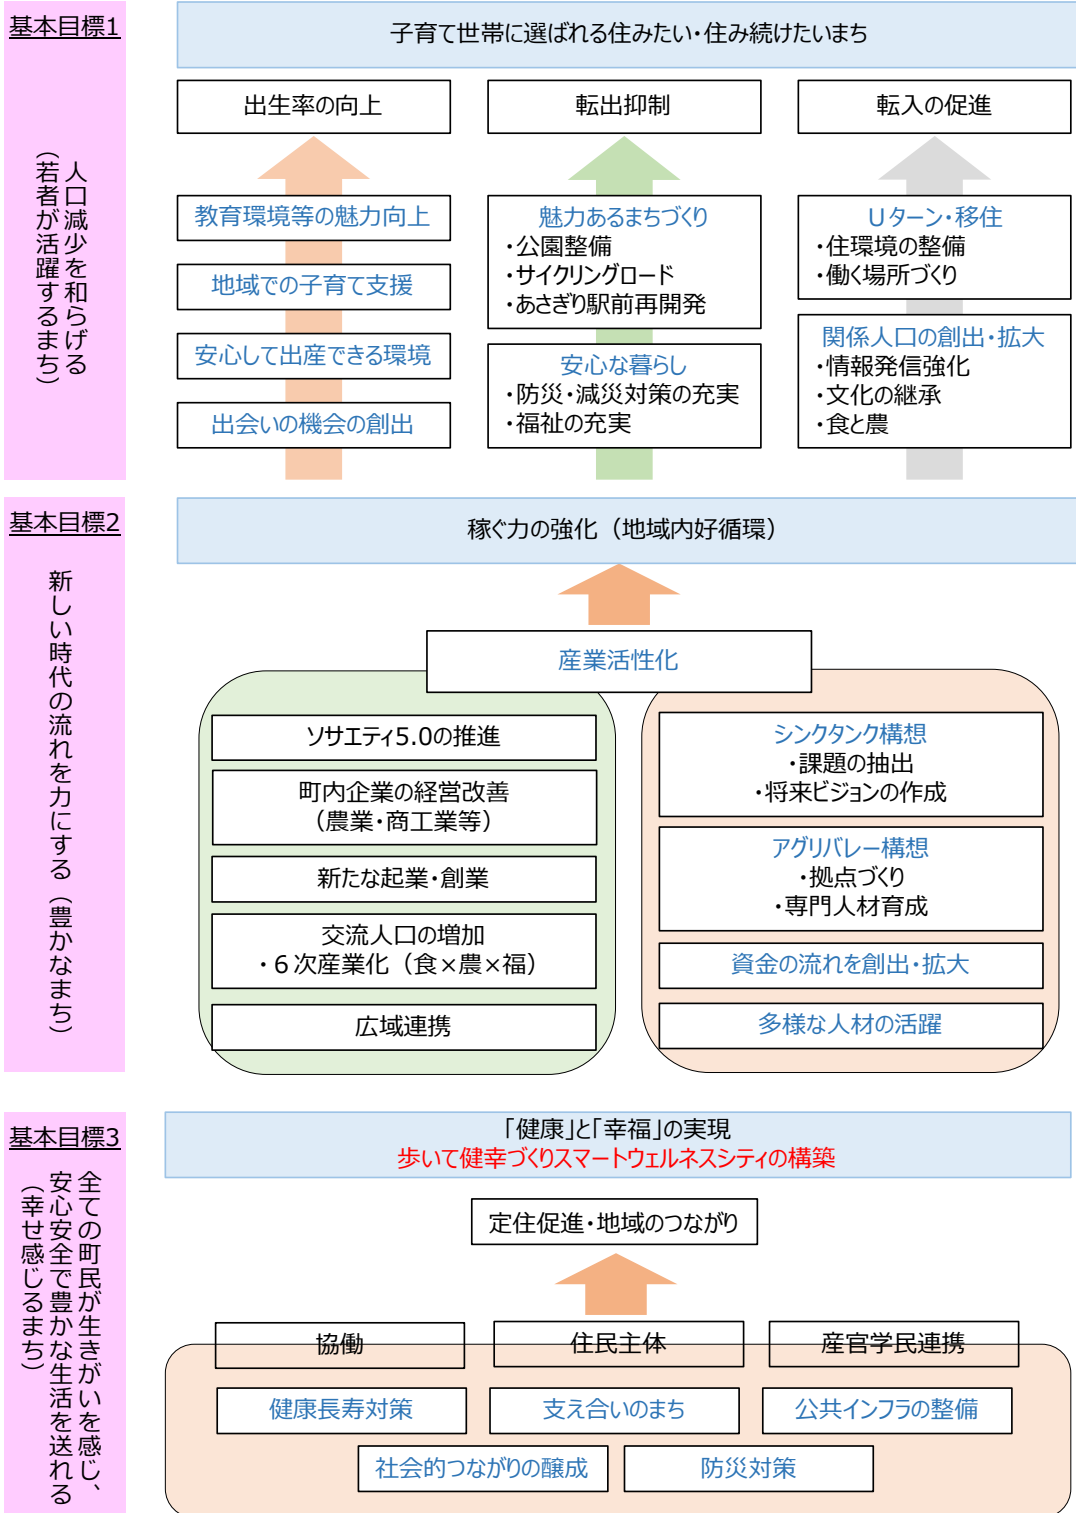 基本目標1
人口減少を和らげる
（若者が活躍するまち）
子育て世帯に選ばれる住みたい・住み続けたいまち
出生率の向上
転出抑制
転入の促進
教育環境等の魅力向上
地域での子育て支援
安心して出産できる環境
出会いの機会の創出
魅力あるまちづくり
・公園整備
・サイクリングロード
・あさぎり駅前再開発
安心な暮らし
・防災・減災対策の充実
・福祉の充実
Uターン・移住
・住環境の整備
・働く場所づくり
関係人口の創出・拡大
・情報発信強化
・文化の継承
・食と農
基本目標2
新しい時代の流れを力にする（豊かなまち）
稼ぐ力の強化（地域内好循環）
産業活性化
ソサエティ5.0の推進
町内企業の経営改善
（農業・商工業等）
新たな起業・創業
交流人口の増加
・６次産業化（食×農×福）
広域連携
シンクタンク構想
・課題の抽出
・将来ビジョンの作成
アグリバレー構想
・拠点づくり
・専門人材育成
資金の流れを創出・拡大
多様な人材の活躍
基本目標3
全ての町民が生きがいを感じ、
安心安全で豊かな生活を送れる
（幸せ感じるまち）
「健康」と「幸福」の実現
歩いて健幸づくりスマートウェルネスシティの構築
定住促進・地域のつながり
協働
住民主体
産官学民連携
健康長寿対策
支え合いのまち
公共インフラの整備
社会的つながりの醸成
防災対策